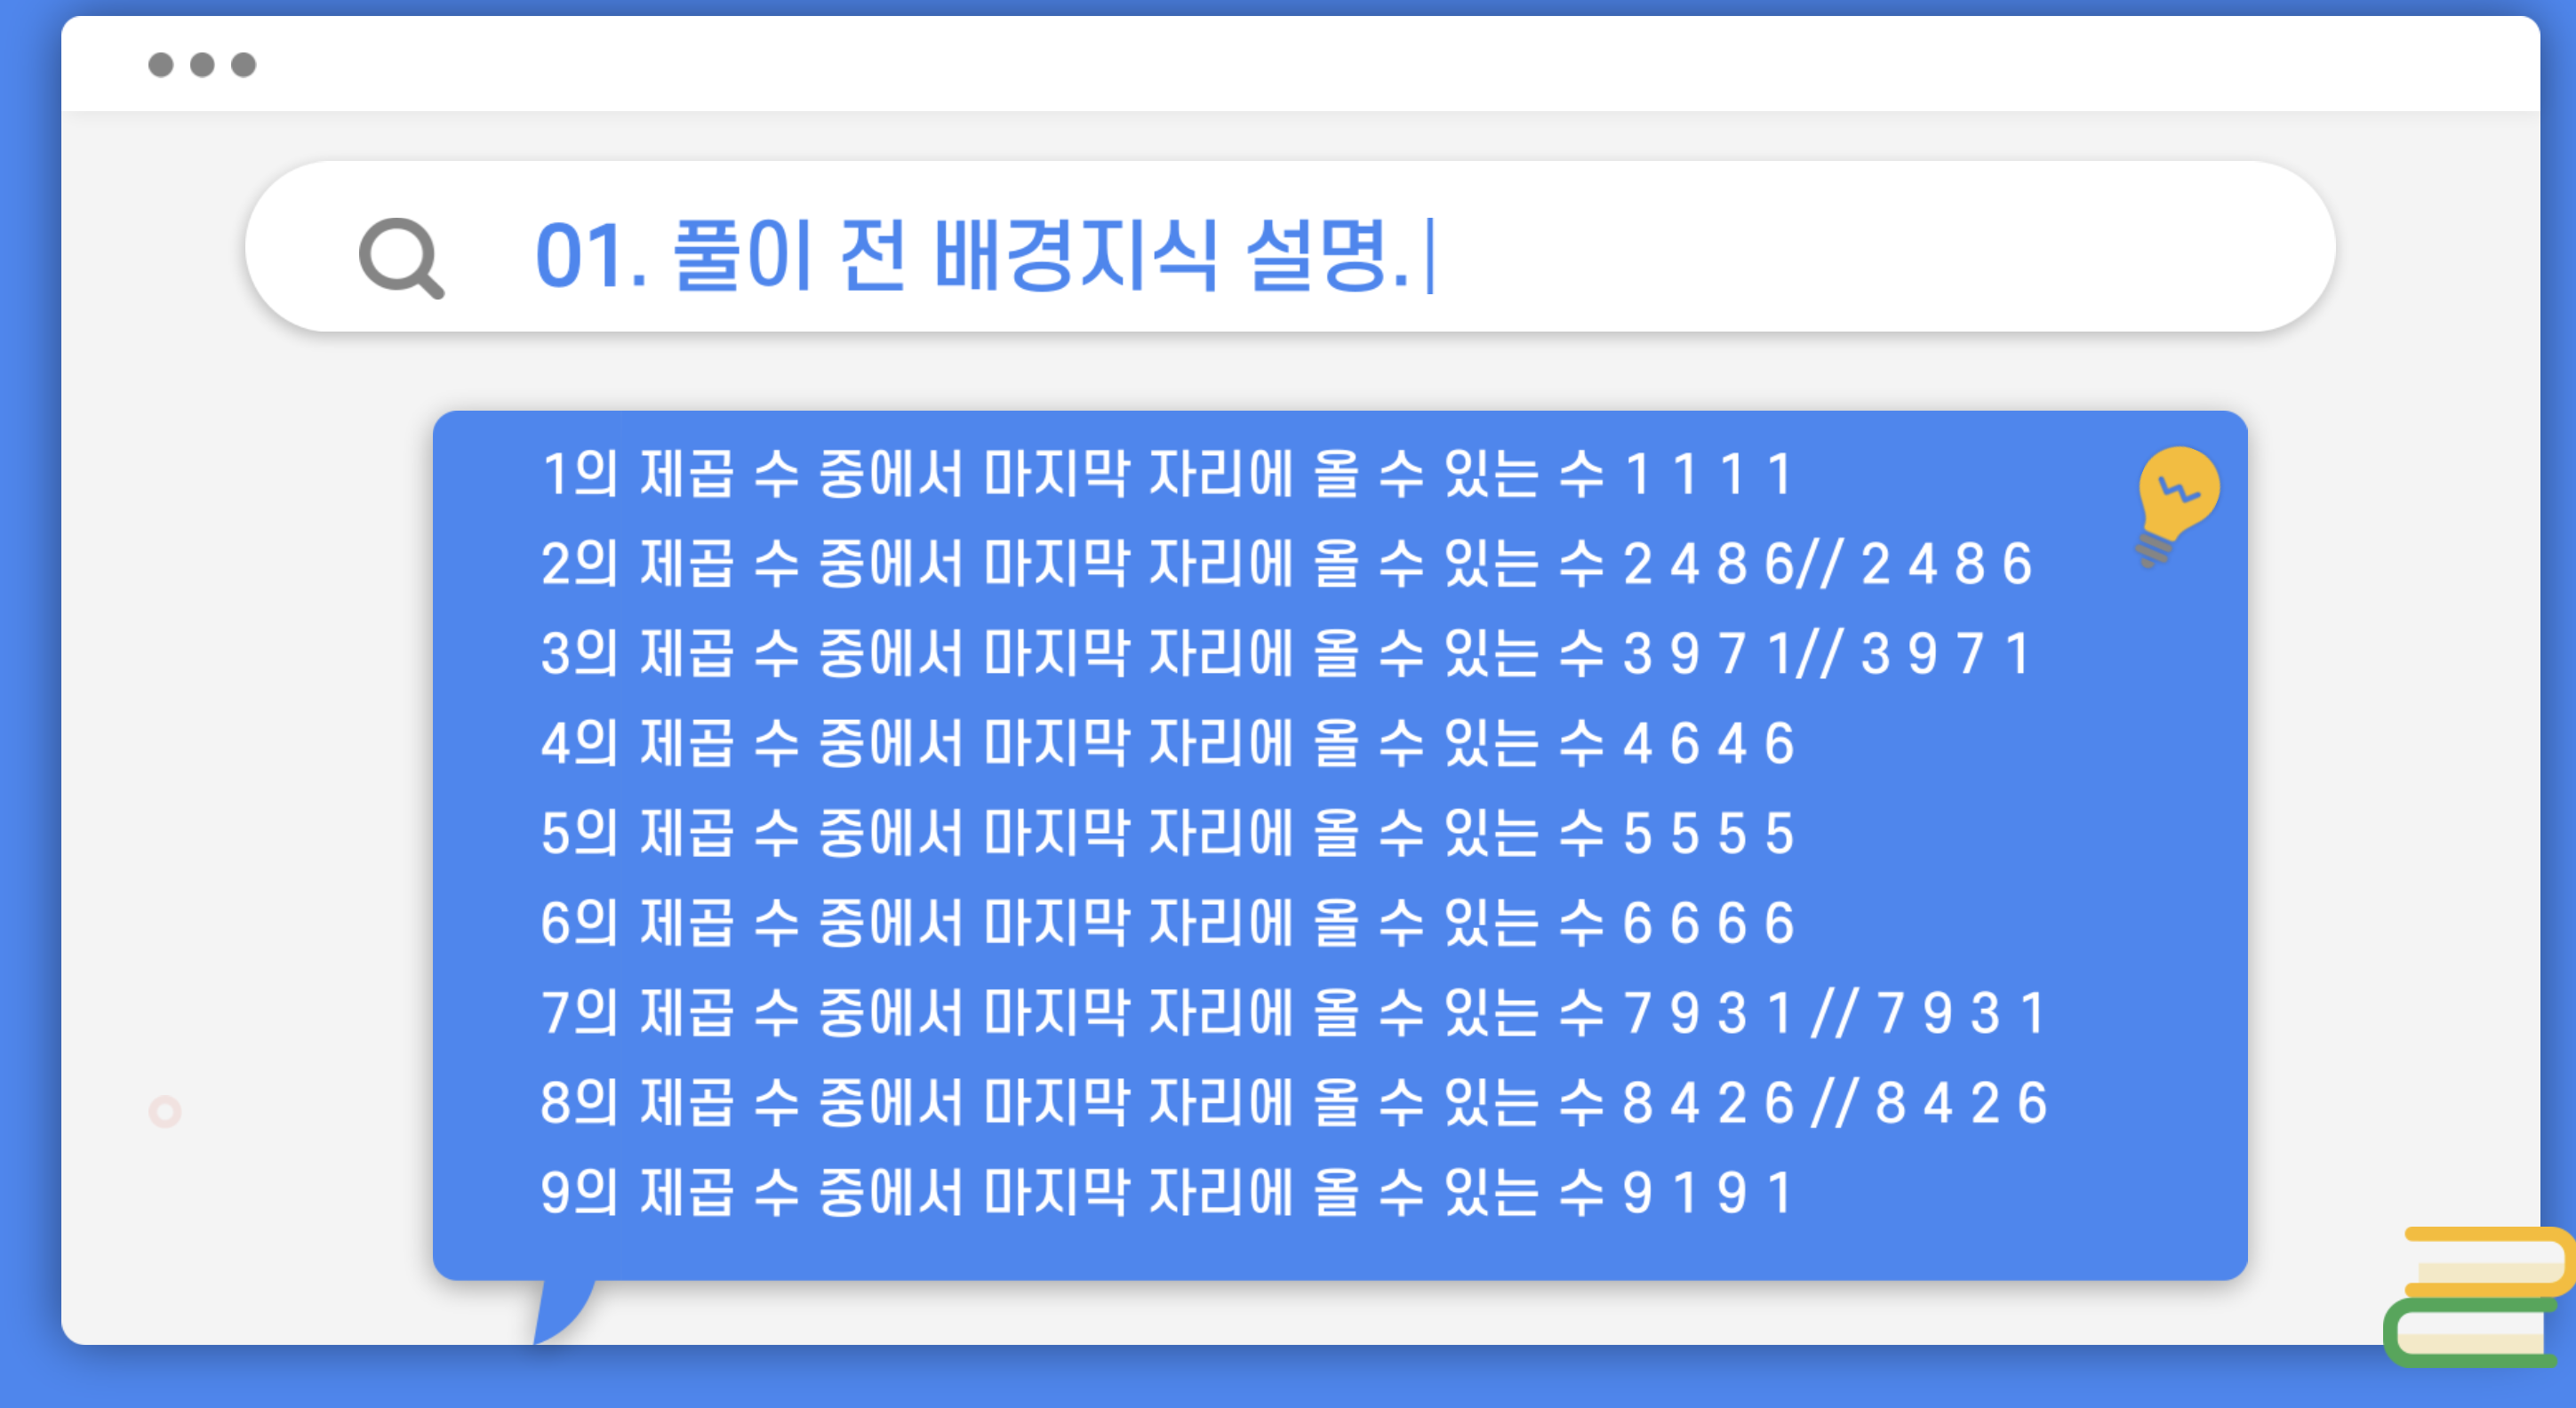 01. 풀이 전 배경지식 설명.
1의 제곱 수 중에서 마지막 자리에 올 수 있는 수 1 1 1 1
2의 제곱 수 중에서 마지막 자리에 올 수 있는 수 2 4 8 6// 2 4 8 6
3의 제곱 수 중에서 마지막 자리에 올 수 있는 수 3 9 7 1// 3 9 7 1
4의 제곱 수 중에서 마지막 자리에 올 수 있는 수 4 6 4 6
5의 제곱 수 중에서 마지막 자리에 올 수 있는 수 5 5 5 5
6의 제곱 수 중에서 마지막 자리에 올 수 있는 수 6 6 6 6
7의 제곱 수 중에서 마지막 자리에 올 수 있는 수 7 9 3 1 // 7 9 3 1
8의 제곱 수 중에서 마지막 자리에 올 수 있는 수 8 4 2 6 // 8 4 2 6
9의 제곱 수 중에서 마지막 자리에 올 수 있는 수 9 1 9 1